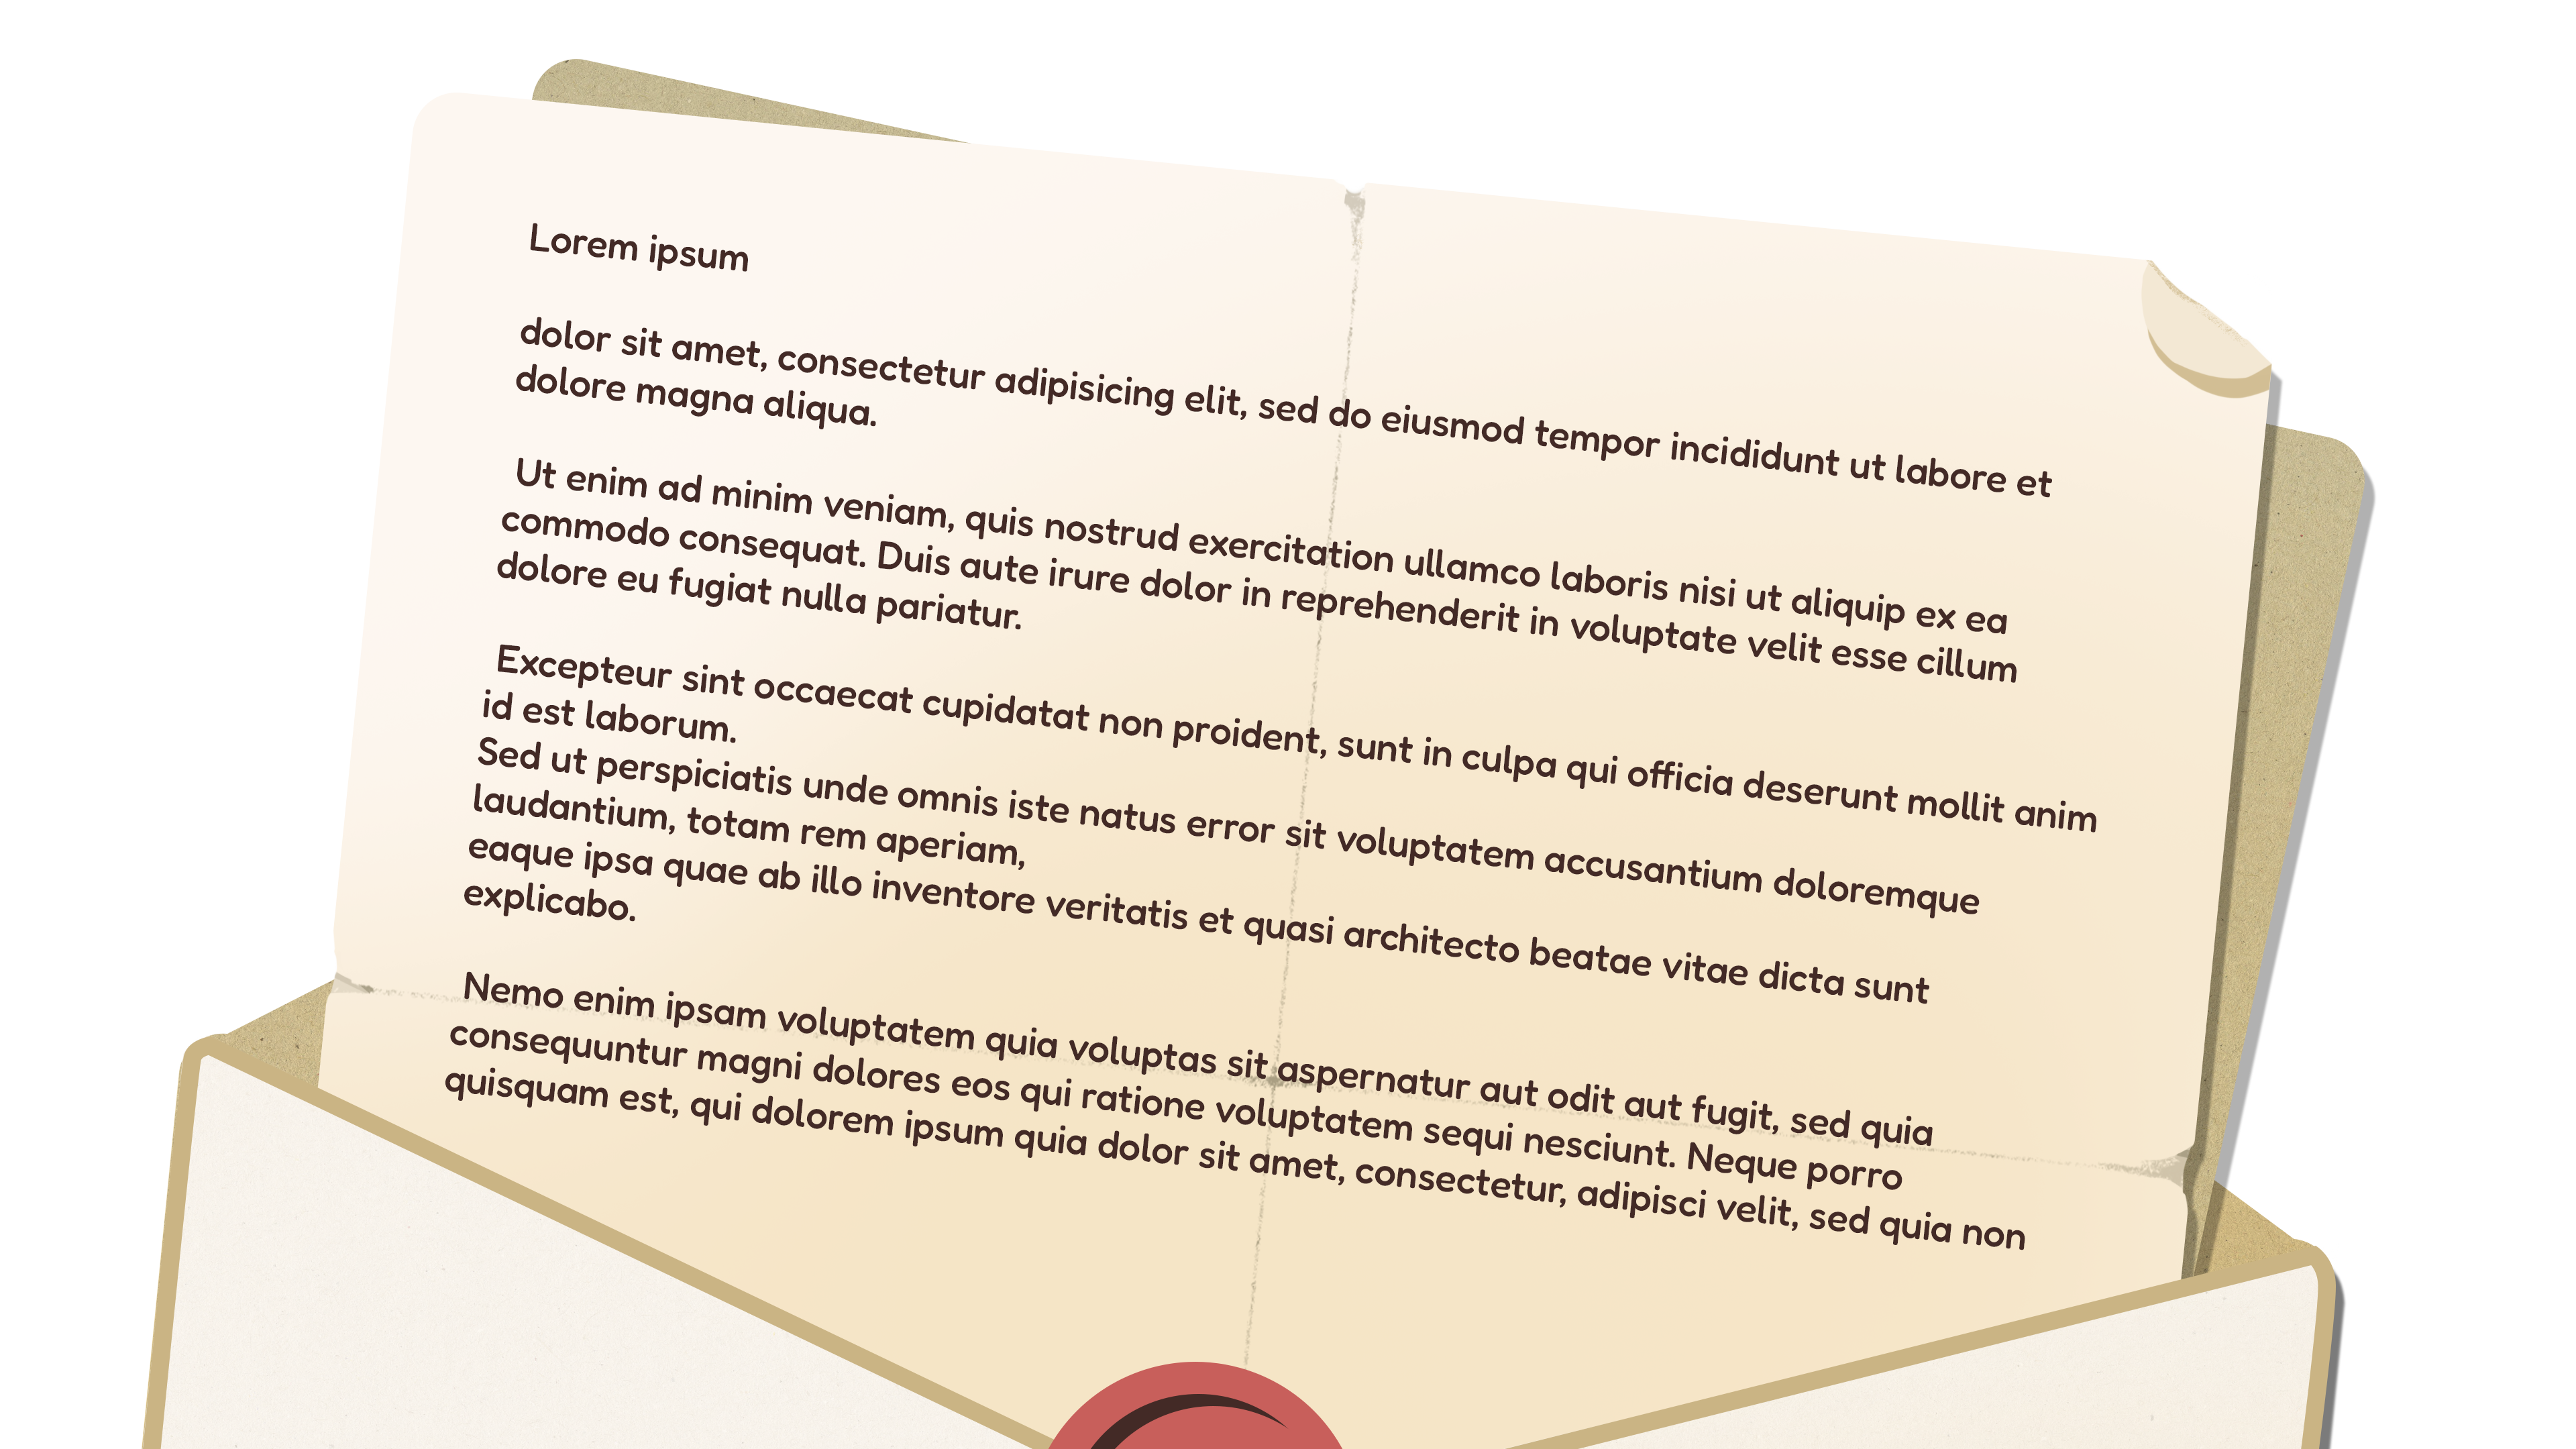 Lorem ipsum
dolor sit amet, consectetur adipisicing elit, sed do eiusmod tempor incididunt ut labore et
dolore magna aliqua.
Ut enim ad minim veniam, quis nostrud exercitation ullamco laboris nisi ut aliquip ex ea
commodo consequat. Duis aute irure dolor in reprehenderit in voluptate velit esse cillum
dolore eu fugiat nulla pariatur.
Excepteur sint occaecat cupidatat non proident, sunt in culpa qui officia deserunt mollit anim
id est laborum.
Sed ut perspiciatis unde omnis iste natus error sit voluptatem accusantium doloremque
laudantium, totam rem aperiam,
eaque ipsa quae ab illo inventore veritatis et quasi architecto beatae vitae dicta sunt
explicabo.
Nemo enim ipsam voluptatem quia voluptas sit aspernatur aut odit aut fugit, sed quia
consequuntur magni dolores eos qui ratione voluptatem sequi nesciunt. Neque porro
quisquam est, qui dolorem ipsum quia dolor sit amet, consectetur, adipisci velit, sed quia non